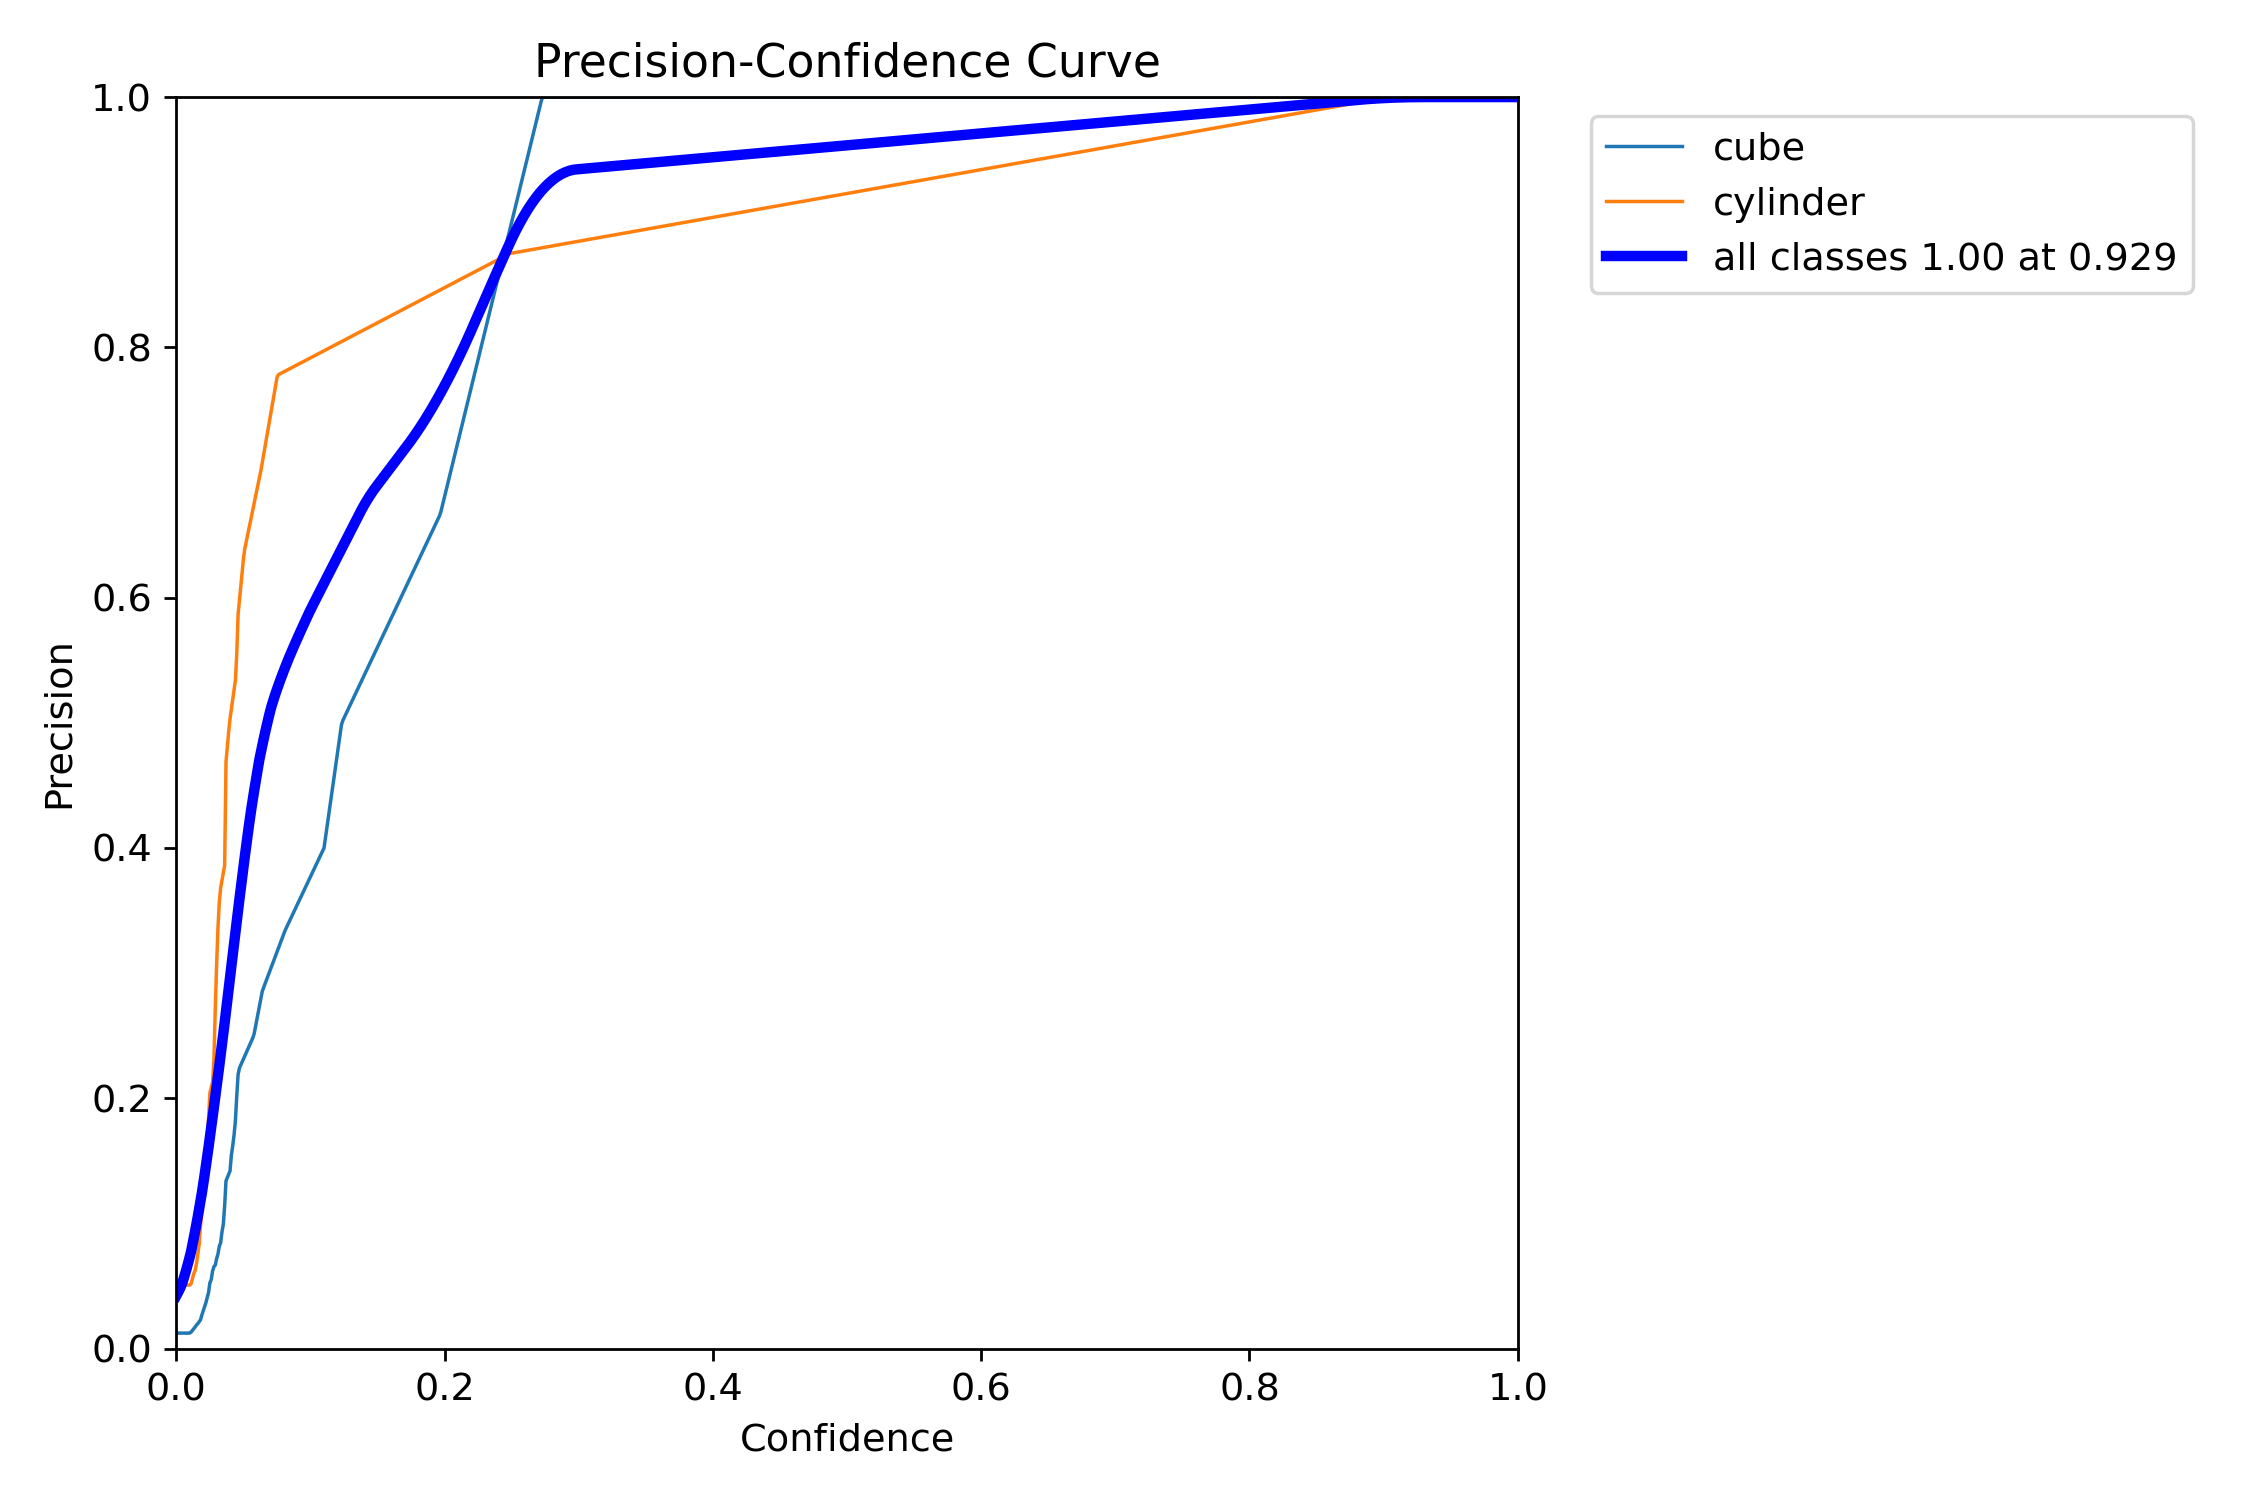 Precision-Confidence Curve
1.0
0.8
0.6
0.4
0.2
0.0
Precision
0.0 0.2 0.4 0.6 0.8 1.0
Confidence
cube
cylinder
all classes 1.00 at 0.929